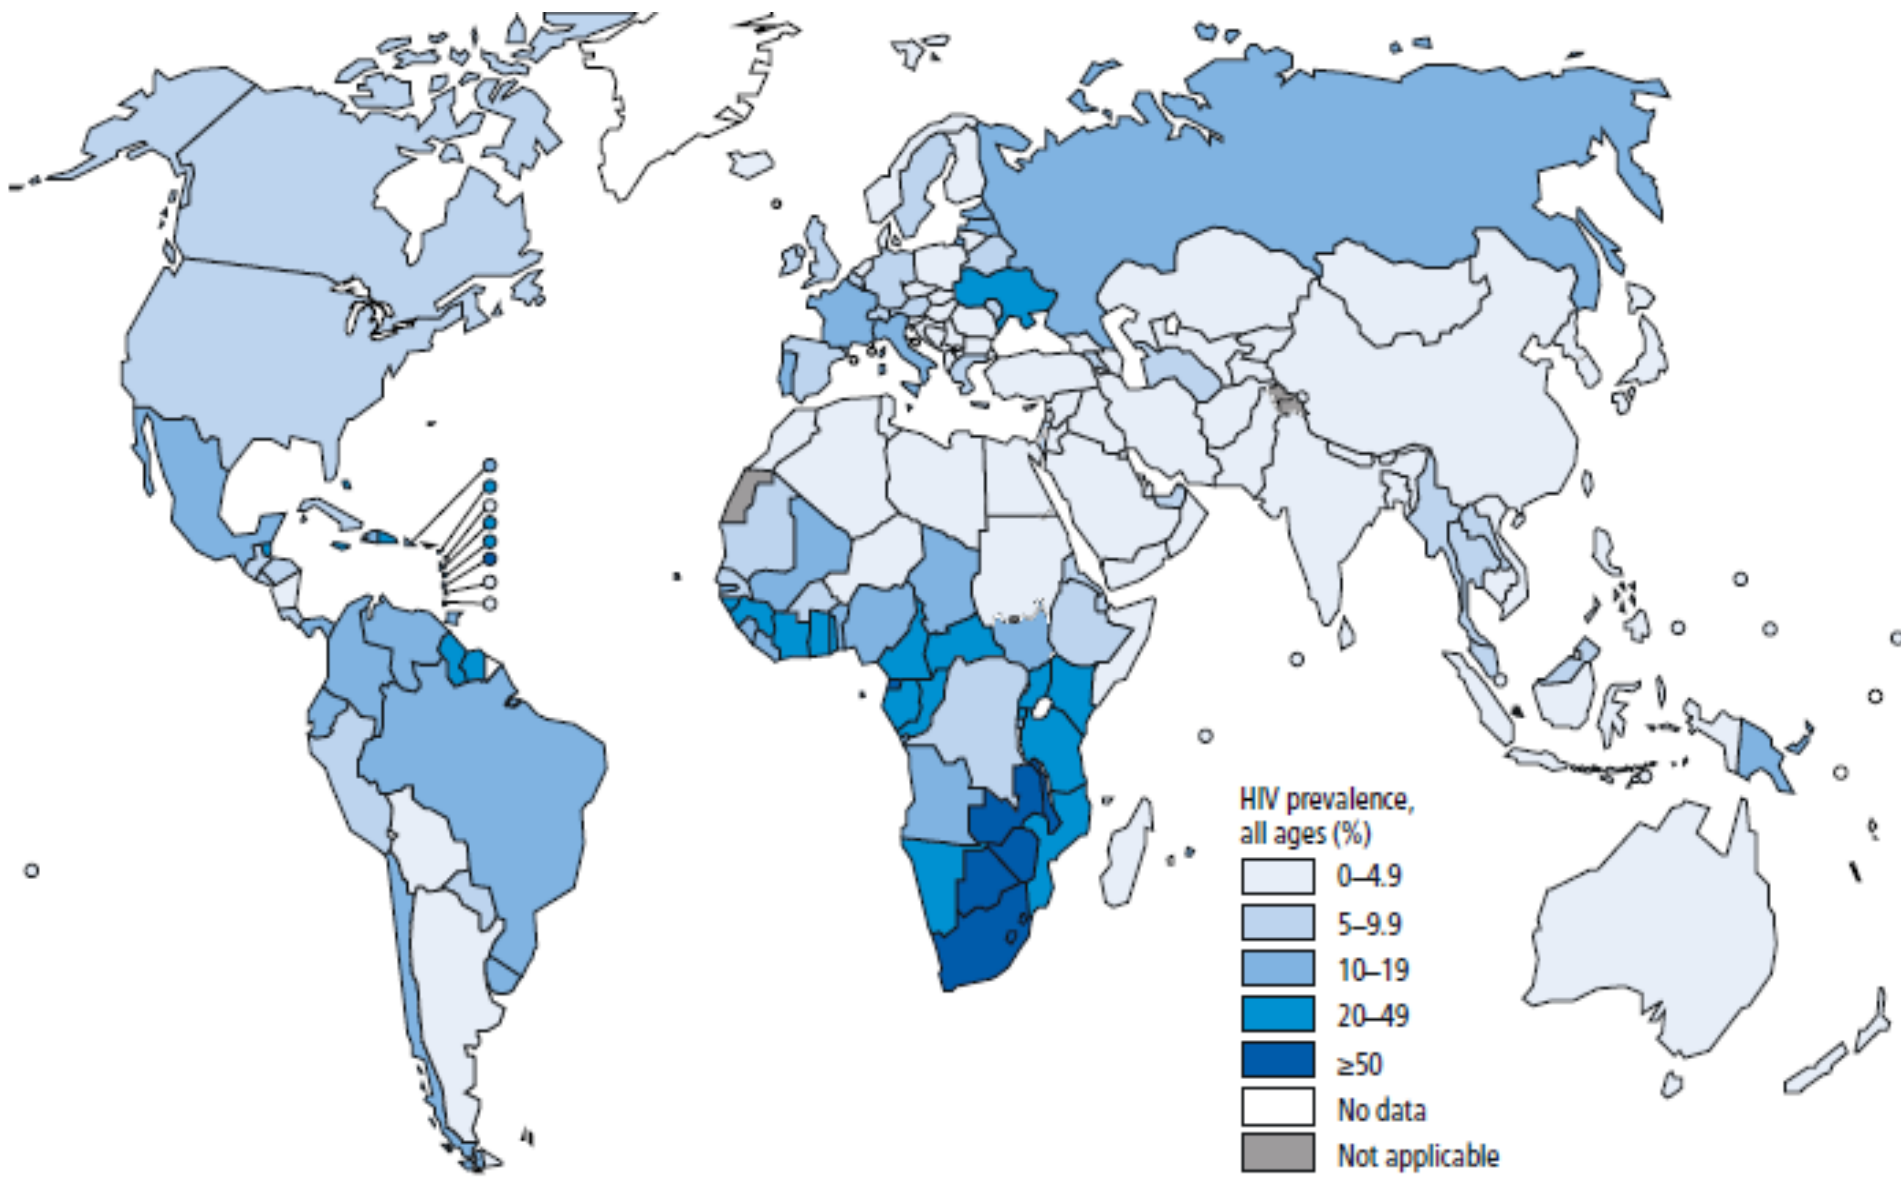 HIV prevalence,
all ages (%)
0–4.9
5–9.9
10–19
20–49
≥50
No data
Not applicable